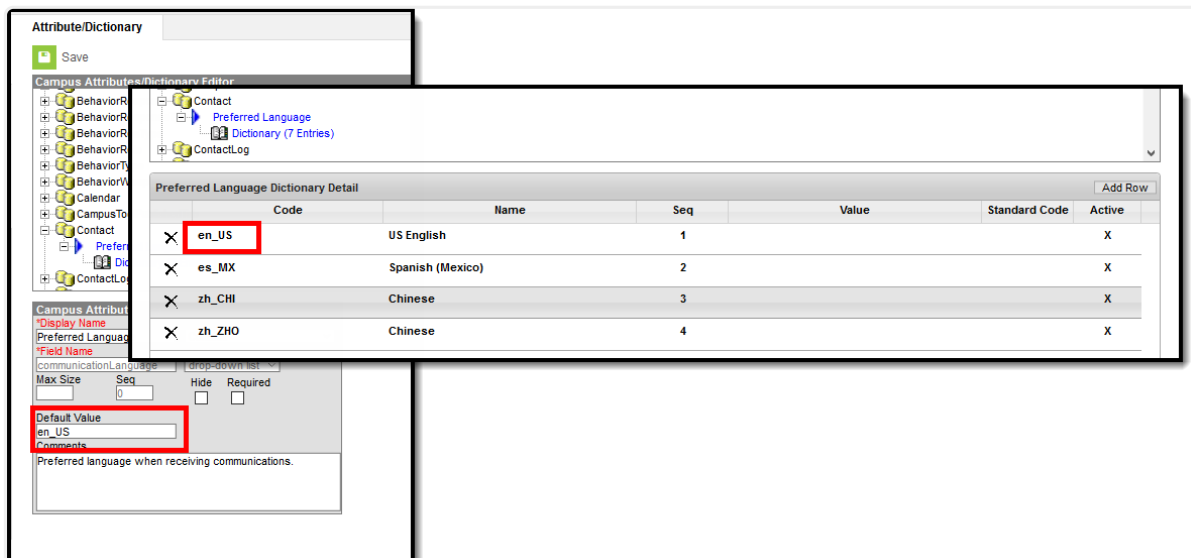 Attribute/Dictionary
Save
Campus Attributes/Dictionary Editor
BehaviorR
BehaviorR
BehaviorR
BehaviorR
BehaviorTy
BehaviorW
Calendar
CampusTo
Contact
Prefer
Dic
ContactLo
Contact
Preferred Language
Dictionary (7 Entries)
ContactLog
Preferred Language Dictionary Detail Add Row
Code Name Seq Value Standard Code Active
en_US US English 1 X
es_MX Spanish (Mexico) 2 X
zh_CHI Chinese 3 X
zh_ZHO Chinese 4 X
Campus Attribut
*Display Name
Preferred Languag
*Field Name
communicationLanguage drop-down list
Max Size Seq Hide Required
0
Default Value
en_US
Comments
Preferred language when receiving communications.